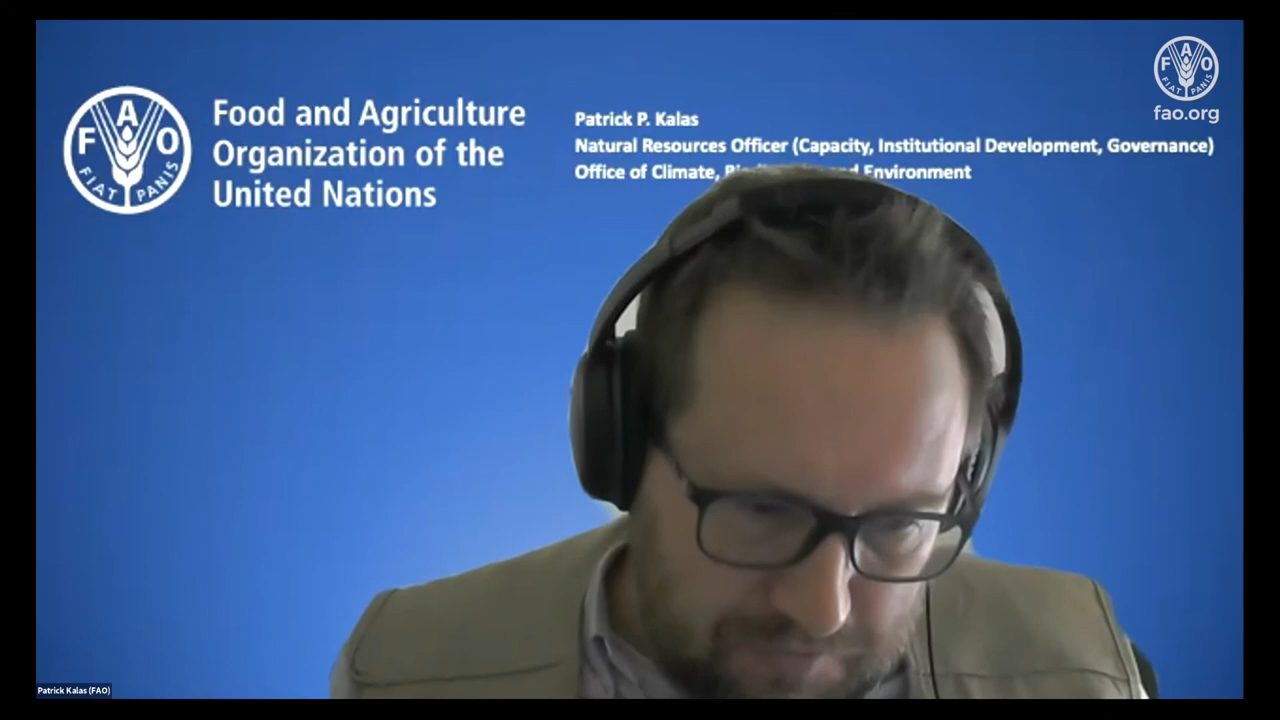 FAO
FIAT PANIS
Food and Agriculture
Organization of the
United Nations
Patrick P. Kalas
Natural Resources Officer (Capacity, Institutional Development, Governance)
Office of Climate, Environment
FAO
FIAT PANIS
fao.org
Patrick Kalas (FAO)